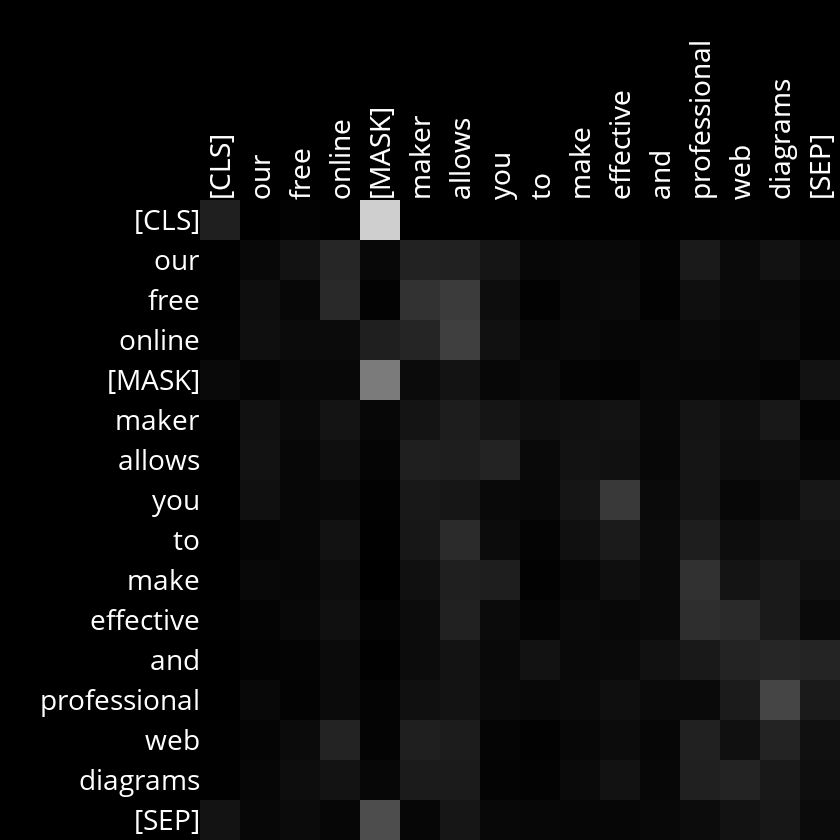 [CLS]
our
free
online
[MASK]
maker
allows
you
to
make
effective
and
professional
web
diagrams
[SEP]
[CLS]
our
free
online
[MASK]
maker
allows
you
to
make
effective
and
professional
web
diagrams
[SEP]